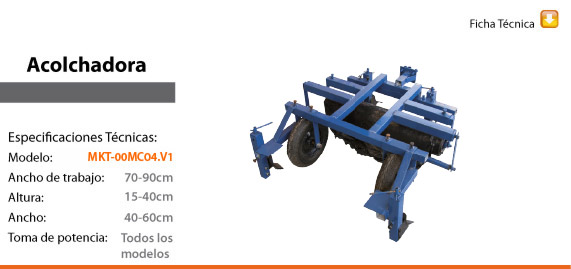 Ficha Técnica
Acolchadora
Especificaciones Técnicas:
Modelo: MKT-00MC04.V1
Ancho de trabajo: 70-90cm
Altura: 15-40cm
Ancho: 40-60cm
Toma de potencia: Todos los
modelos